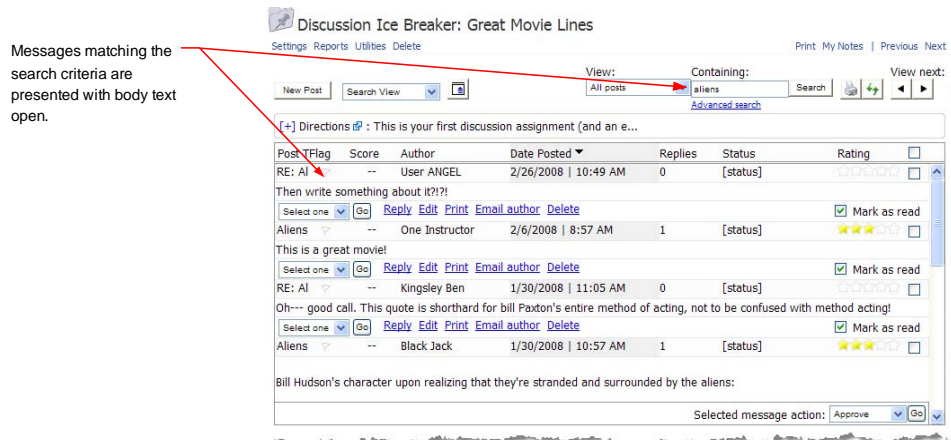 Messages matching the
search criteria are
presented with body text
open.
Discussion Ice Breaker: Great Movie Lines
Settings Reports Utilities Delete
Print My Notes | Previous Next
View: Containing: View next:
New Post Search View All posts aliens Search
Advanced search
[+] Directions : This is your first discussion assignment (and an e...
Post TFlag Score Author Date Posted Replies Status Rating
RE: Al -- User ANGEL 2/26/2008 | 10:49 AM 0 [status]
Then write something about it?!?!
Select one Go Reply Edit Print Email author Delete Mark as read
Aliens -- One Instructor 2/6/2008 | 8:57 AM 1 [status]
This is a great movie!
Select one Go Reply Edit Print Email author Delete Mark as read
RE: Al -- Kingsley Ben 1/30/2008 | 11:05 AM 0 [status]
Oh--- good call. This quote is shorthard for bill Paxton's entire method of acting, not to be confused with method acting!
Select one Go Reply Edit Print Email author Delete Mark as read
Aliens -- Black Jack 1/30/2008 | 10:57 AM 1 [status]
Bill Hudson's character upon realizing that they're stranded and surrounded by the aliens:
Selected message action: Approve Go